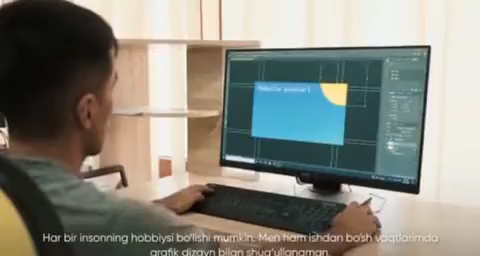 Har bir insonning hobbiysi bo'lishi mumkin. Men ham ishdan bo'sh vaqtlarimda
grafik dizayn bilan shug'ullanaman.